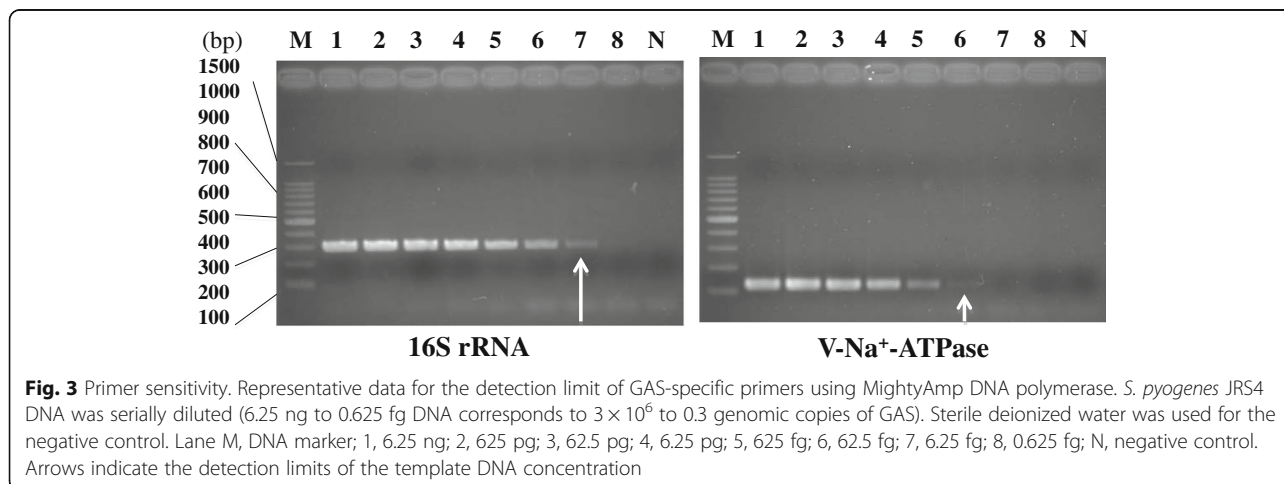 (bp) M 1 2 3 4 5 6 7 8 N M 1 2 3 4 5 6 7 8 N
1500
1000
900
800
700
600
500
400
300
200
100
16S rRNA V-Na⁺-ATPase
Fig. 3 Primer sensitivity. Representative data for the detection limit of GAS-specific primers using MightyAmp DNA polymerase. S. pyogenes JRS4
DNA was serially diluted (6.25 ng to 0.625 fg DNA corresponds to 3 × 10⁶ to 0.3 genomic copies of GAS). Sterile deionized water was used for the
negative control. Lane M, DNA marker; 1, 6.25 ng; 2, 625 pg; 3, 62.5 pg; 4, 6.25 pg; 5, 625 fg; 6, 62.5 fg; 7, 6.25 fg; 8, 0.625 fg; N, negative control.
Arrows indicate the detection limits of the template DNA concentration